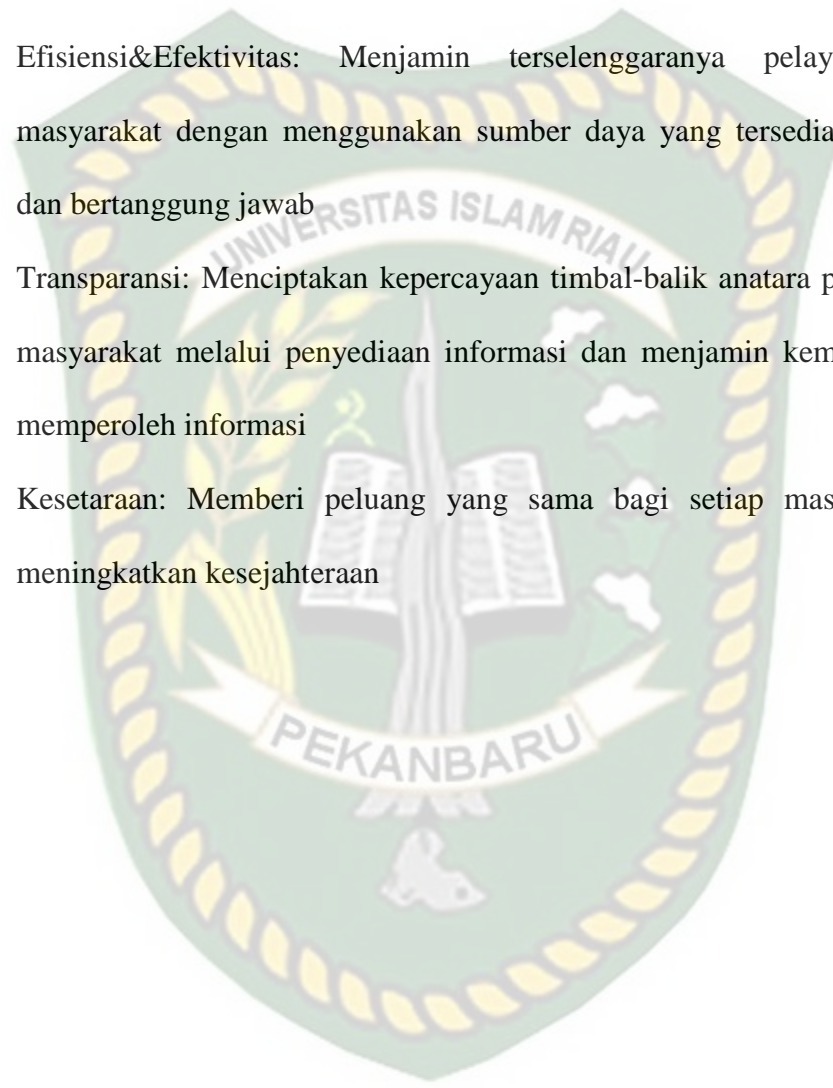 Efisiensi&Efektivitas: Menjamin terselenggaranya pelay
masyarakat dengan menggunakan sumber daya yang tersedia
dan bertanggung jawab
UNIVERSITAS ISLAM RIAU
Transparansi: Menciptakan kepercayaan timbal-balik anatara p
masyarakat melalui penyediaan informasi dan menjamin kem
memperoleh informasi
Kesetaraan: Memberi peluang yang sama bagi setiap mas
meningkatkan kesejahteraan
PEKANBARU